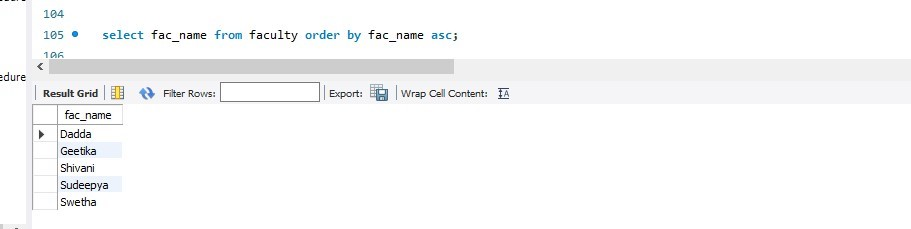 104
105 select fac_name from faculty order by fac_name asc;
106
edure
Result Grid Filter Rows: Export: Wrap Cell Content:
fac_name
Dadda
Geetika
Shivani
Sudeepya
Swetha